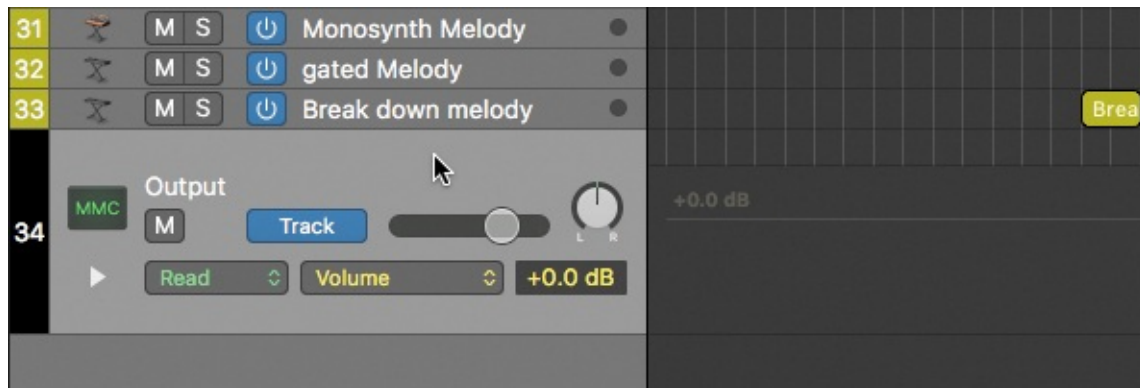 31 M S Monosynth Melody
32 M S gated Melody
33 M S Break down melody
Brea
Output
MMC
+0.0 dB
34 M Track
L R
Read Volume +0.0 dB